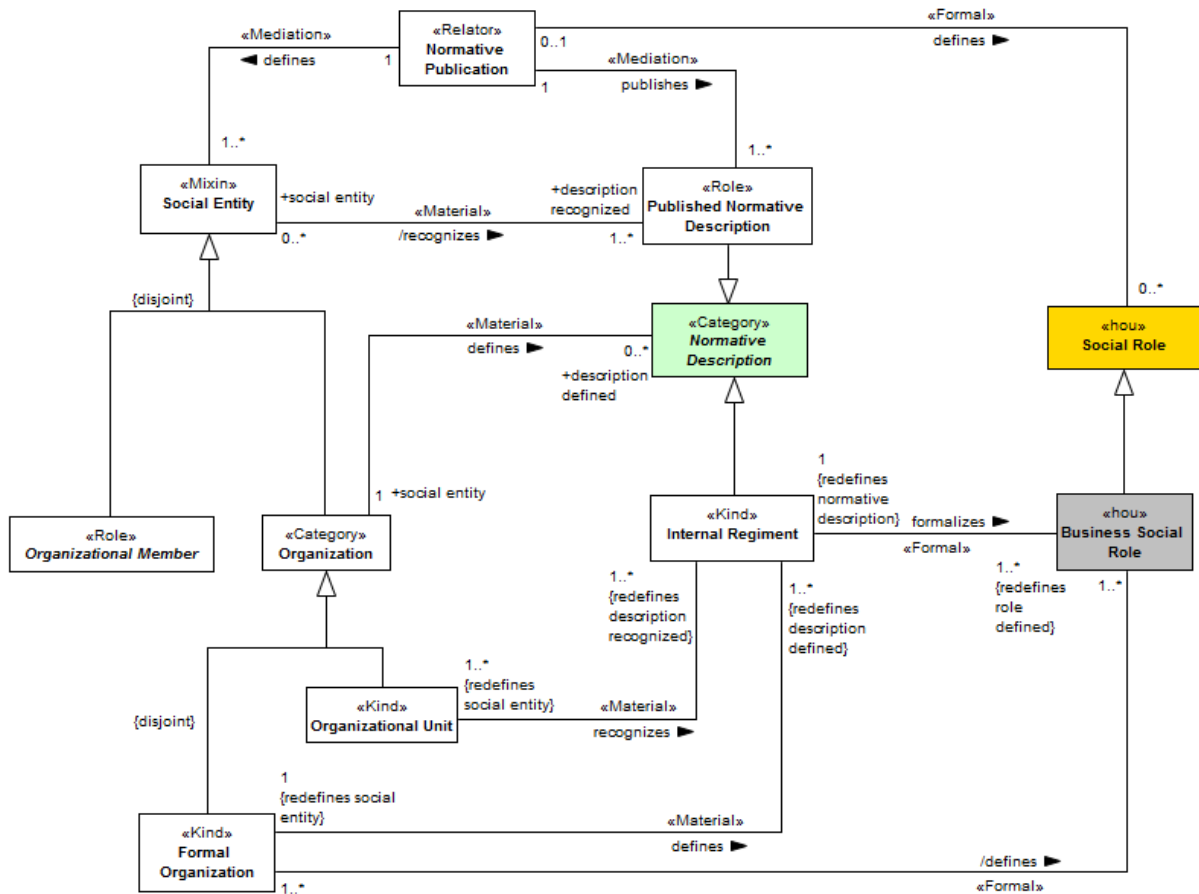 «Formal»
0..1
defines ►
«Relator»
Normative
Publication
«Mediation»
◄ defines
1
«Mediation»
1
publishes ►
1..*
1..*
«Mixin»
Social Entity
+social entity
0..*
«Material»
/recognizes ►
+description
recognized
1..*
«Role»
Published Normative
Description
{disjoint}
«Material»
defines ►
0..*
+description
defined
«Category»
Normative
Description
0..*
«hou»
Social Role
1
+social entity
«Role»
Organizational Member
«Category»
Organization
«Kind»
Internal Regiment
1
{redefines
normative
description}
formalizes ►
«Formal»
«hou»
Business Social
Role
1..*
{redefines
description
recognized}
1..*
{redefines
description
defined}
1..*
{redefines
role
defined}
1..*
{disjoint}
«Kind»
Organizational Unit
1..*
{redefines
social entity}
«Material»
recognizes ►
1
{redefines social
entity}
«Kind»
Formal
Organization
«Material»
defines ►
1..*
/defines ►
«Formal»